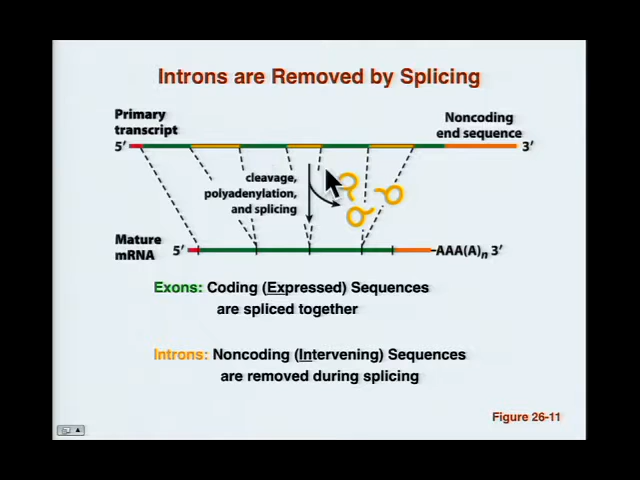 Introns are Removed by Splicing
Primary
transcript
5′
Noncoding
end sequence
3′
cleavage,
polyadenylation,
and splicing
Mature
mRNA
5′
AAA(A)n 3′
Exons: Coding (Expressed) Sequences
are spliced together
Introns: Noncoding (Intervening) Sequences
are removed during splicing
Figure 26-11